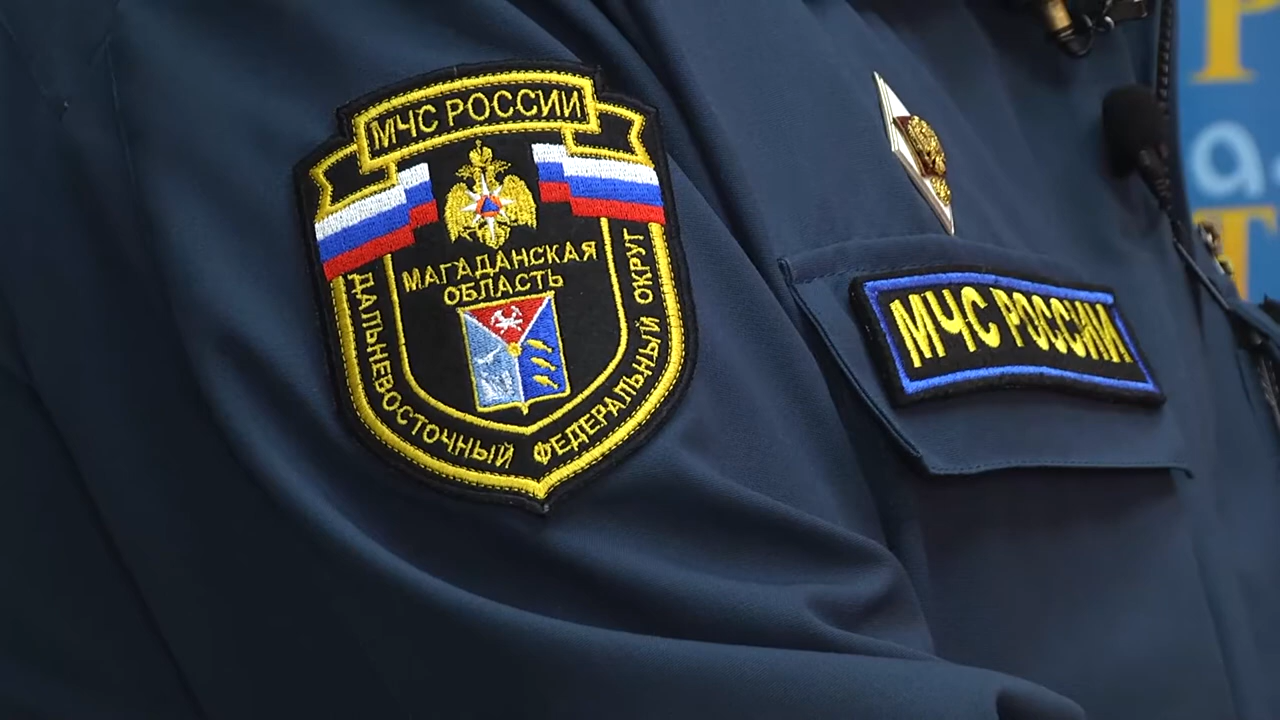 МЧС РОССИИ
МАГАДАНСКАЯ
ОБЛАСТЬ
ДАЛЬНЕВОСТОЧНЫЙ ФЕДЕРАЛЬНЫЙ ОКРУГ
МЧС РОССИИ